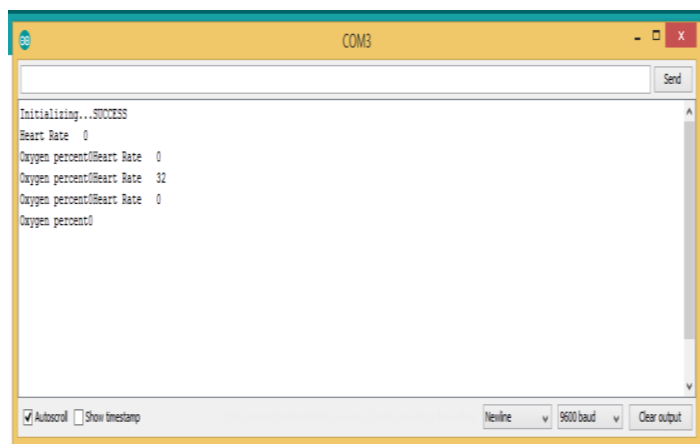 COM3
Send
Initializing...SUCCESS
Heart Rate 0
Oxygen percent0Heart Rate 0
Oxygen percent0Heart Rate 32
Oxygen percent0Heart Rate 0
Oxygen percent0
Autoscroll Show timestamp Newline 9600 baud Clear output